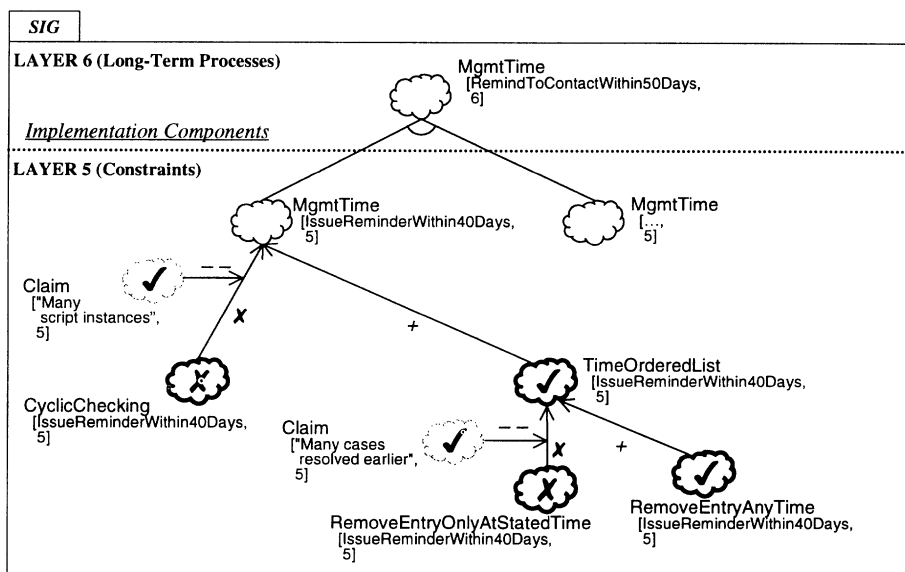 SIG
LAYER 6 (Long-Term Processes)
MgmtTime
[RemindToContactWithin50Days,
6]
Implementation Components
LAYER 5 (Constraints)
MgmtTime
[IssueReminderWithin40Days,
5]
MgmtTime
[...,
5]
Claim
["Many
script instances",
5]
– –
✗
+
CyclicChecking
[IssueReminderWithin40Days,
5]
TimeOrderedList
[IssueReminderWithin40Days,
5]
Claim
["Many cases
resolved earlier",
5]
– –
✗
+
RemoveEntryOnlyAtStatedTime
[IssueReminderWithin40Days,
5]
RemoveEntryAnyTime
[IssueReminderWithin40Days,
5]